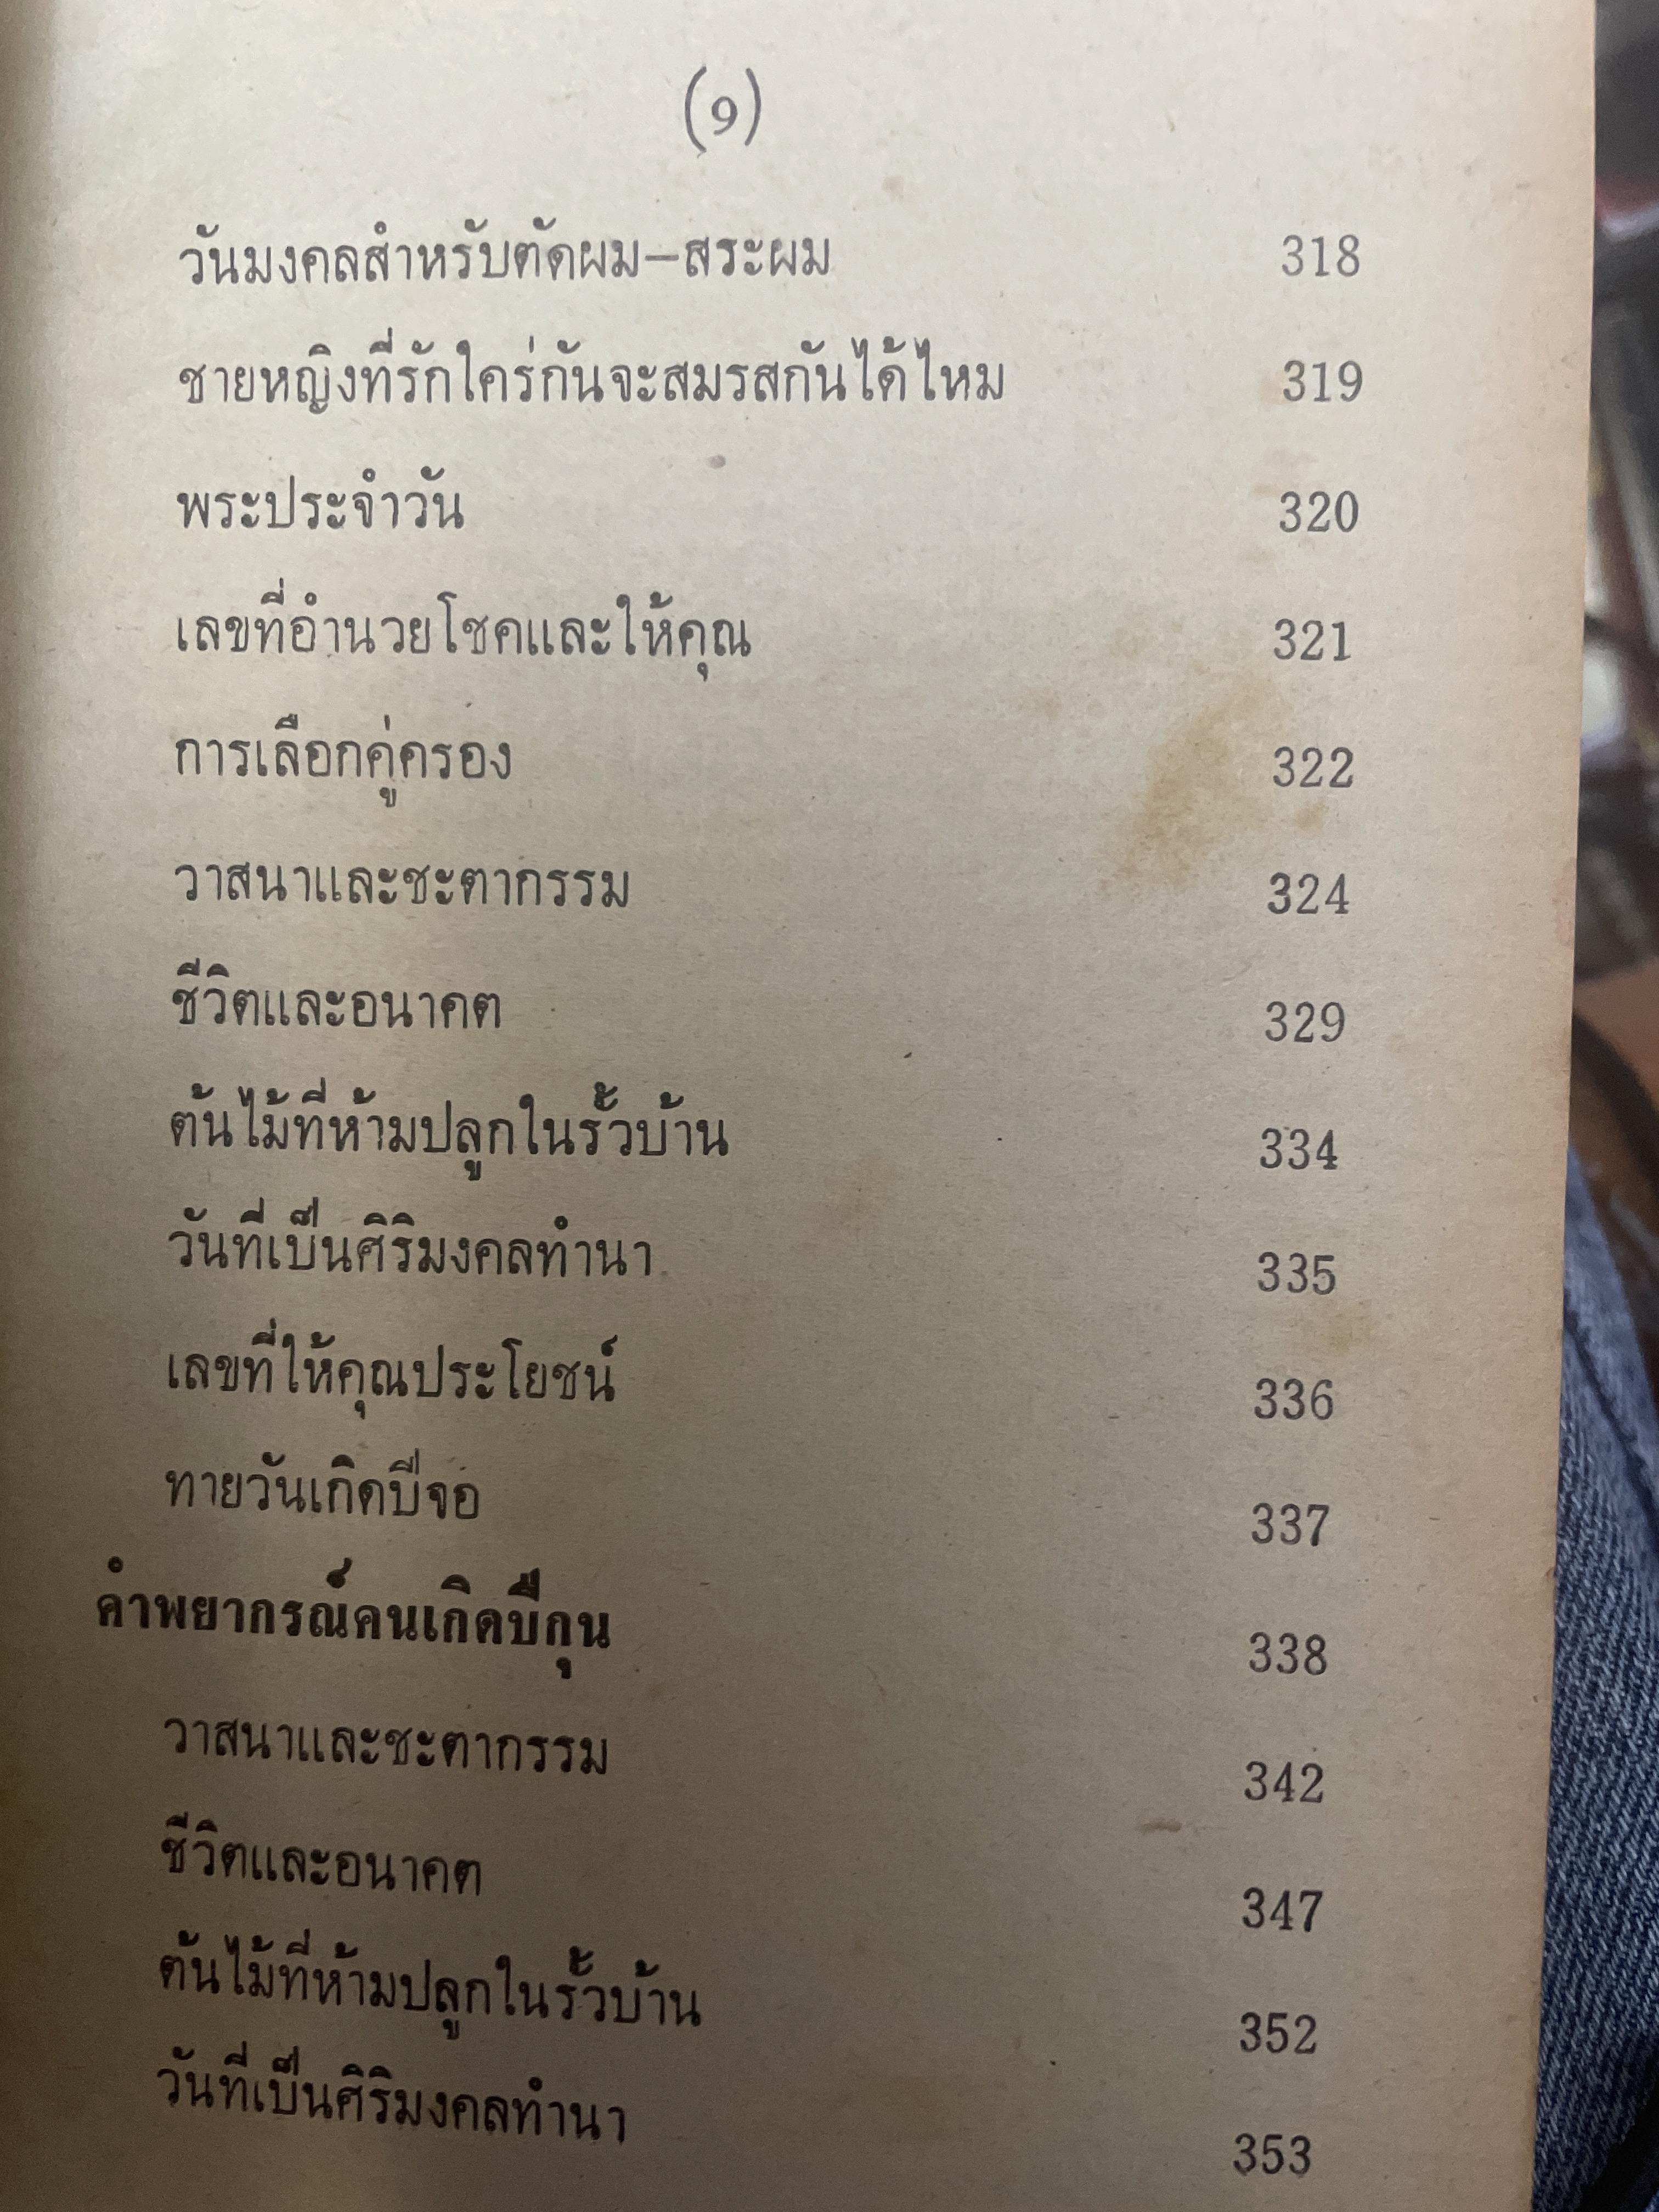 (9)
วันมงคลสำหรับตัดผม-สระผม 318
ชายหญิงที่รักใคร่กันจะสมรสกันได้ไหม 319
พระประจำวัน 320
เลขที่อำนวยโชคและให้คุณ 321
การเลือกคู่ครอง 322
วาสนาและชะตากรรม 324
ชีวิตและอนาคต 329
ต้นไม้ที่ห้ามปลูกในรั้วบ้าน 334
วันที่เป็นศิริมงคลทำนา 335
เลขที่ให้คุณประโยชน์ 336
ทายวันเกิดปีจอ 337
คำพยากรณ์คนเกิดปีกุน 338
วาสนาและชะตากรรม 342
ชีวิตและอนาคต 347
ต้นไม้ที่ห้ามปลูกในรั้วบ้าน 352
วันที่เป็นศิริมงคลทำนา 353